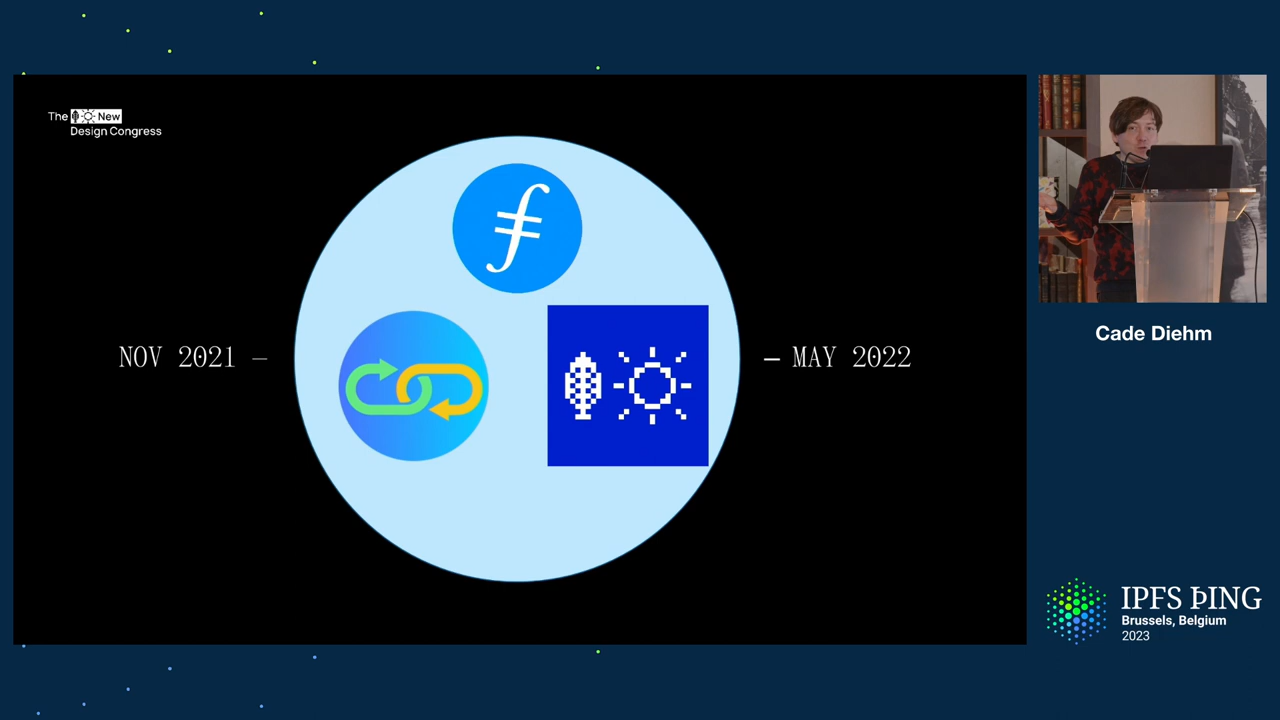 The New
Design Congress
NOV 2021 –
– MAY 2022
Cade Diehm
IPFS ÞING
Brussels, Belgium
2023